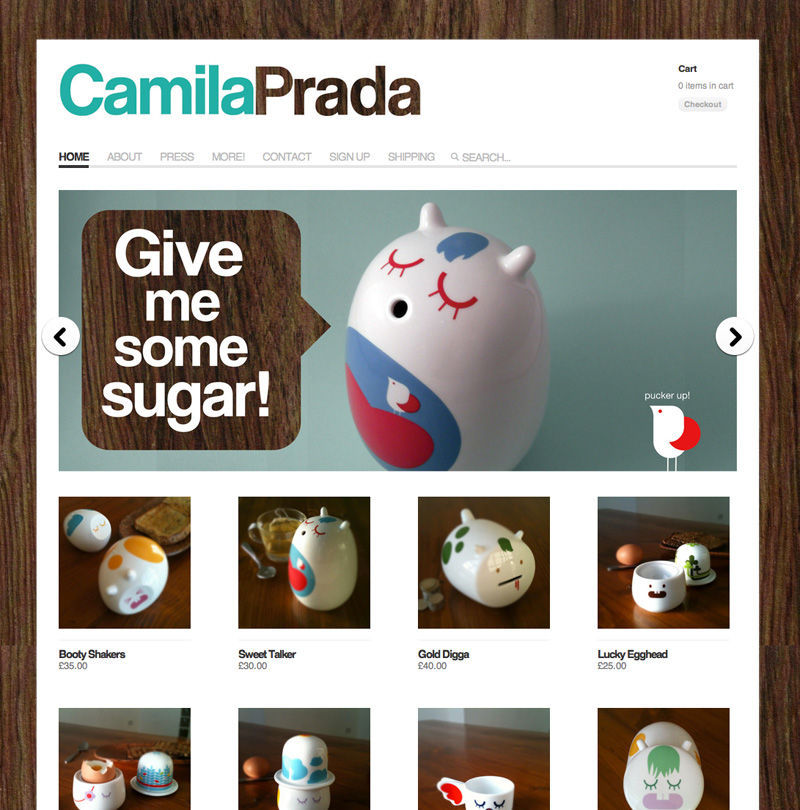 CamilaPrada
Cart
0 items in cart
Checkout
HOME ABOUT PRESS MORE! CONTACT SIGN UP SHIPPING SEARCH...
Give
me
some
sugar!
pucker up!
Booty Shakers
£35.00
Sweet Talker
£30.00
Gold Digga
£40.00
Lucky Egghead
£25.00